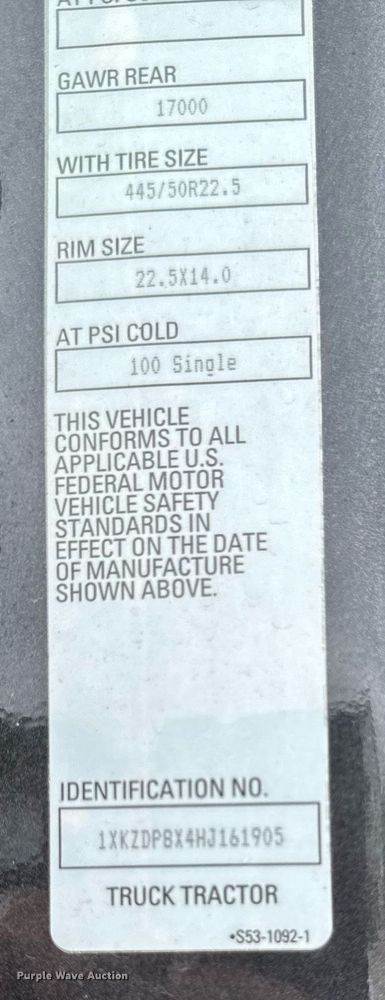 GAWR REAR
17000
WITH TIRE SIZE
445/50R22.5
RIM SIZE
22.5X14.0
AT PSI COLD
100 Single
THIS VEHICLE
CONFORMS TO ALL
APPLICABLE U.S.
FEDERAL MOTOR
VEHICLE SAFETY
STANDARDS IN
EFFECT ON THE DATE
OF MANUFACTURE
SHOWN ABOVE.
IDENTIFICATION NO.
1XKZDP8X4HJ161905
TRUCK TRACTOR
•S53-1092-1
Purple Wave Auction